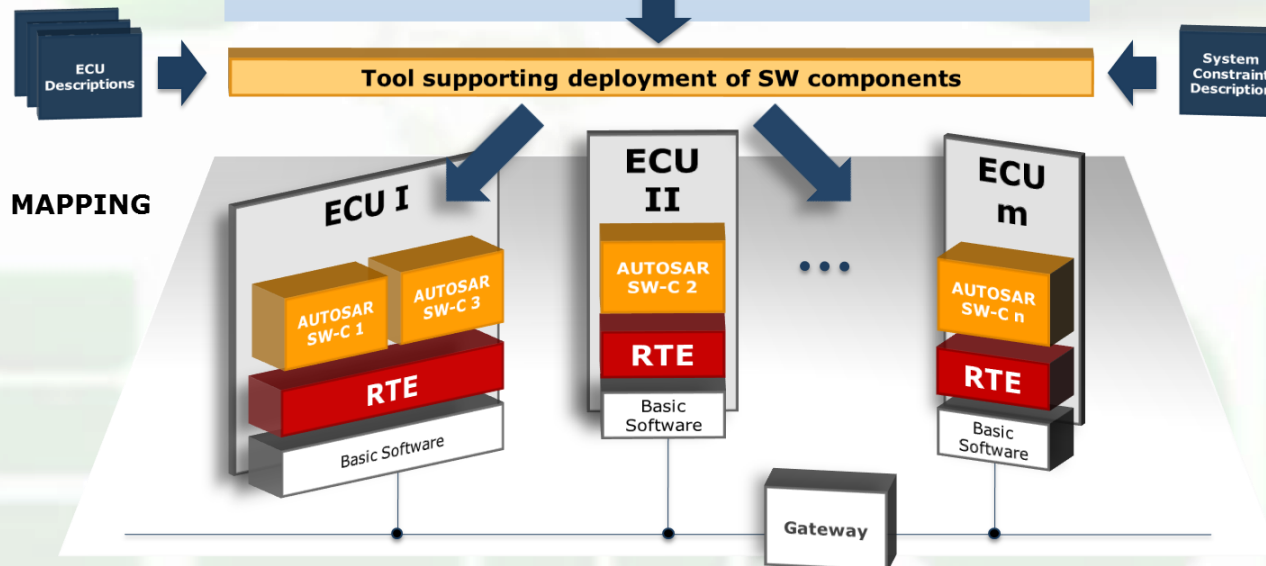 ECU
Descriptions
Tool supporting deployment of SW components
System
Constraint
Description
MAPPING
ECU I
AUTOSAR
SW-C 1
AUTOSAR
SW-C 3
RTE
Basic Software
ECU
II
AUTOSAR
SW-C 2
RTE
Basic
Software
...
ECU
m
AUTOSAR
SW-C n
RTE
Basic
Software
Gateway